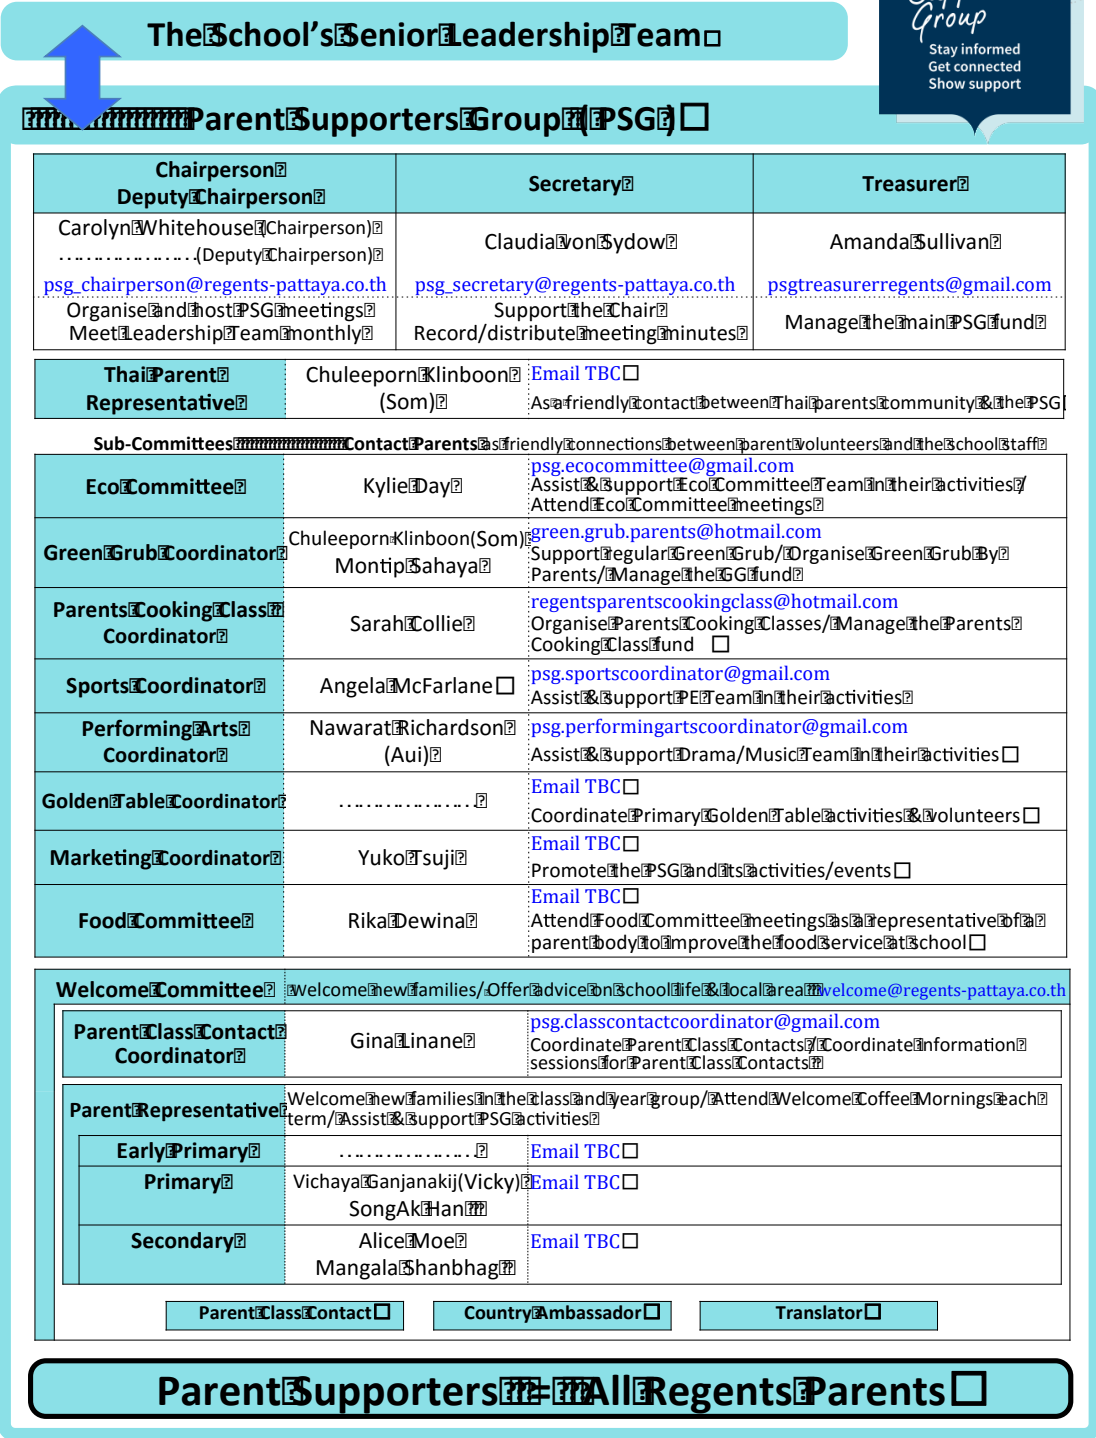 Group
Stay informed
Get connected
Show support
The School's Senior Leadership Team
Parent Supporters Group ( PSG )
Chairperson
Deputy Chairperson
Secretary
Treasurer
Carolyn Whitehouse (Chairperson)
………………… (Deputy Chairperson)
Claudia von Sydow
Amanda Sullivan
psg_chairperson@regents-pattaya.co.th
psg_secretary@regents-pattaya.co.th
psgtreasurerregents@gmail.com
Organise and host PSG meetings
Meet Leadership Team monthly
Support the Chair
Record/distribute meeting minutes
Manage the main PSG fund
Thai Parent
Representative
Chuleeporn Klinboon
(Som)
Email TBC
As a friendly contact between Thai parents community & the PSG
Sub-Committees Contact Parents as friendly connections between parent volunteers and the school staff
Eco Committee
Kylie Day
psg.ecocommittee@gmail.com
Assist & support Eco Committee Team in their activities /
Attend Eco Committee meetings
Green Grub Coordinator
Chuleeporn Klinboon(Som)
Montip Sahaya
green.grub.parents@hotmail.com
Support regular Green Grub/ Organise Green Grub By
Parents/ Manage the GG fund
Parents Cooking Class
Coordinator
Sarah Collie
regentsparentscookingclass@hotmail.com
Organise Parents Cooking Classes/ Manage the Parents
Cooking Class fund
Sports Coordinator
Angela McFarlane
psg.sportscoordinator@gmail.com
Assist & support PE Team in their activities
Performing Arts
Coordinator
Nawarat Richardson
(Aui)
psg.performingartscoordinator@gmail.com
Assist & support Drama/Music Team in their activities
Golden Table Coordinator
…………………
Email TBC
Coordinate Primary Golden Table activities & volunteers
Marketing Coordinator
Yuko Tsuji
Email TBC
Promote the PSG and its activities/events
Food Committee
Rika Dewina
Email TBC
Attend Food Committee meetings as a representative of a
parent body to improve the food service at school
Welcome Committee
Welcome new families/ Offer advice on school life & local area welcome@regents-pattaya.co.th
Parent Class Contact
Coordinator
Gina Linane
psg.classcontactcoordinator@gmail.com
Coordinate Parent Class Contacts / Coordinate information
sessions for Parent Class Contacts
Parent Representative
Welcome new families in the class and year group/ Attend Welcome Coffee Mornings each
term/ Assist & support PSG activities
Early Primary
…………………
Email TBC
Primary
Vichaya Ganjanakij(Vicky)
SongAk Han
Email TBC
Secondary
Alice Moe
Mangala Shanbhag
Email TBC
Parent Class Contact
Country Ambassador
Translator
Parent Supporters = All Regents Parents